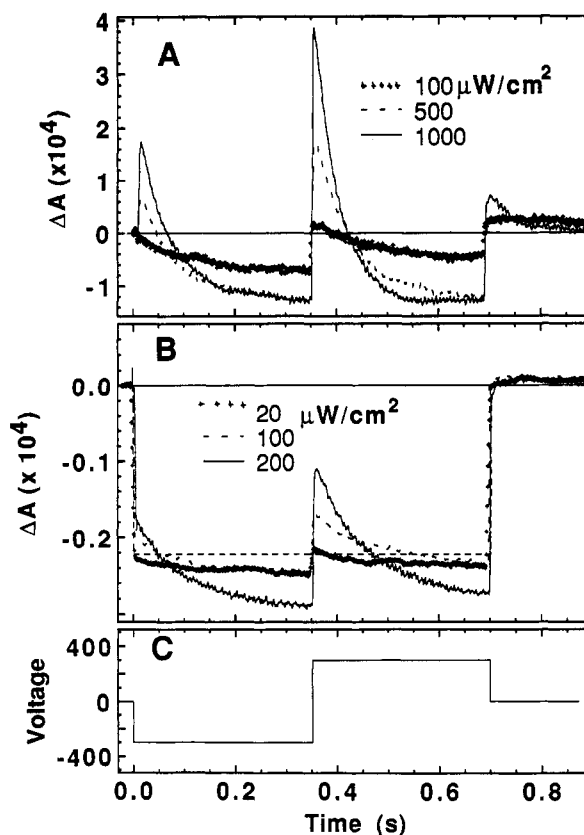 A
ΔA (x10⁴)
4
3
2
1
0
-1
100 μW/cm²
500
1000
B
ΔA (x 10⁴)
0.0
-0.1
-0.2
20 μW/cm²
100
200
C
Voltage
400
0
-400
0.0 0.2 0.4 0.6 0.8
Time (s)